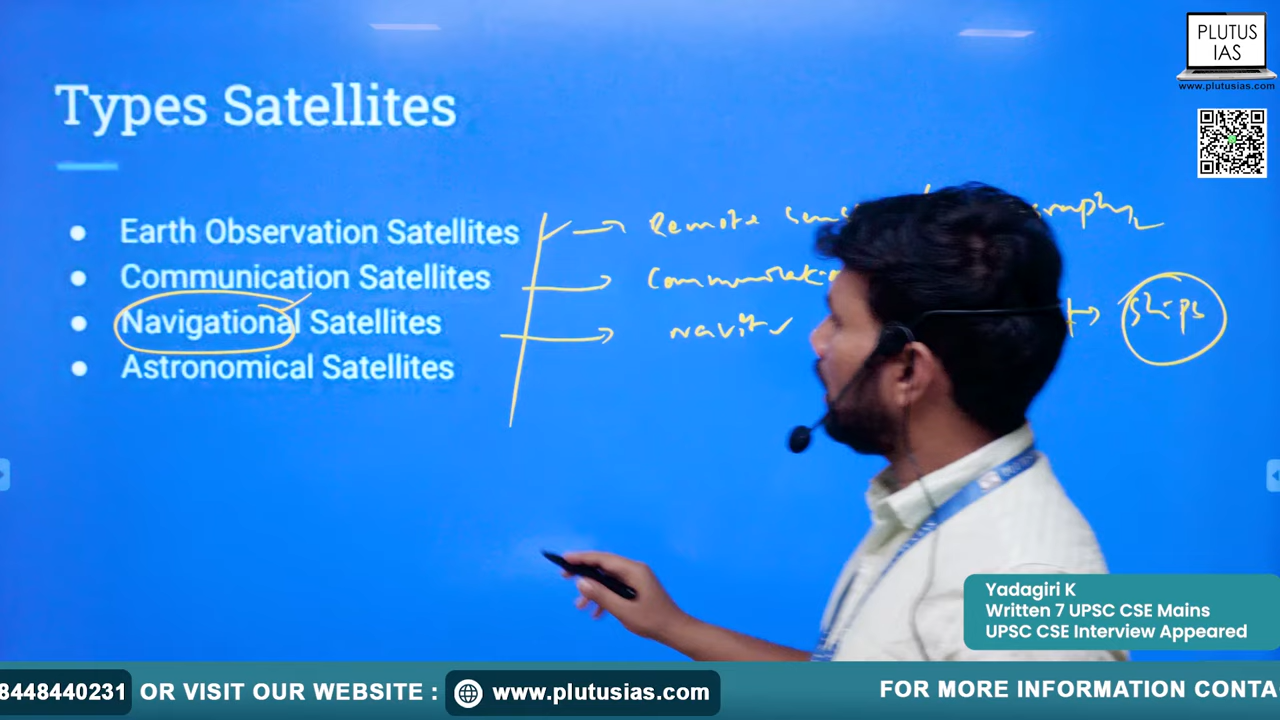 PLUTUS
IAS
www.plutusias.com
Types Satellites
Earth Observation Satellites
Communication Satellites
Navigational Satellites
Astronomical Satellites
Remote
ships
Yadagiri K
Written 7 UPSC CSE Mains
UPSC CSE Interview Appeared
8448440231 OR VISIT OUR WEBSITE : www.plutusias.com FOR MORE INFORMATION CONTA